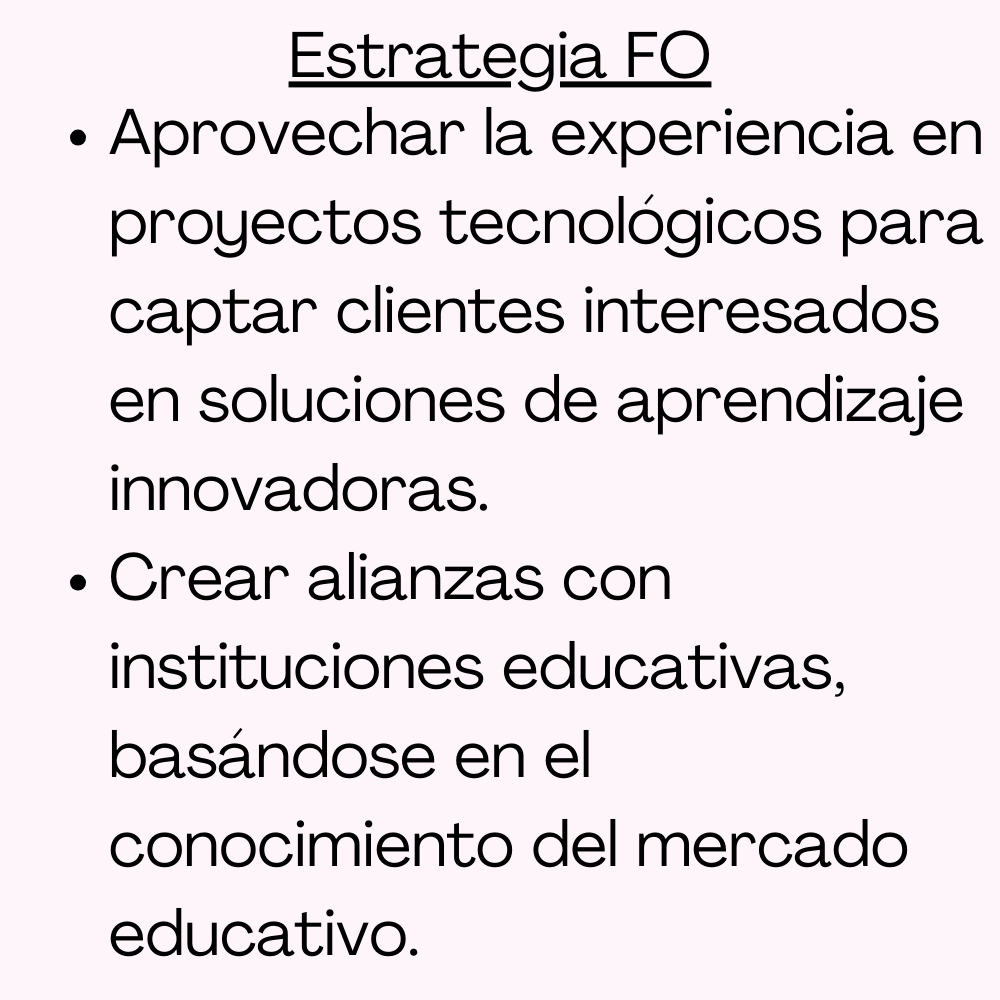 Estrategia FO
• Aprovechar la experiencia en
proyectos tecnológicos para
captar clientes interesados
en soluciones de aprendizaje
innovadoras.
• Crear alianzas con
instituciones educativas,
basándose en el
conocimiento del mercado
educativo.